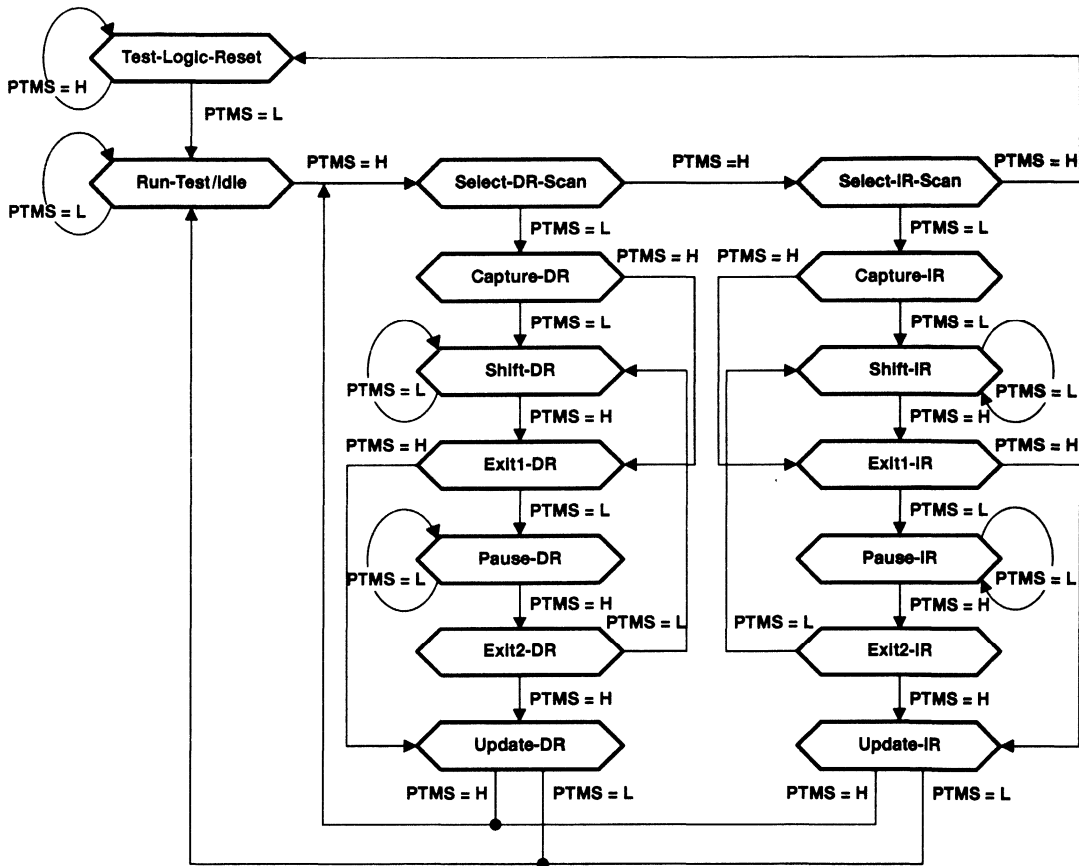 Test-Logic-Reset
PTMS = H
PTMS = L
PTMS = H
PTMS =H
PTMS = H
Run-Test/Idle
Select-DR-Scan
Select-IR-Scan
PTMS = L
PTMS = L
PTMS = L
PTMS = H
PTMS = H
Capture-DR
Capture-IR
PTMS = L
PTMS = L
Shift-DR
Shift-IR
PTMS = L
PTMS = L
PTMS = H
PTMS = H
PTMS = H
PTMS = H
Exit1-DR
Exit1-IR
PTMS = L
PTMS = L
Pause-DR
Pause-IR
PTMS = L
PTMS = L
PTMS = H
PTMS = H
PTMS = L
PTMS = L
Exit2-DR
Exit2-IR
PTMS = H
PTMS = H
Update-DR
Update-IR
PTMS = H
PTMS = L
PTMS = H
PTMS = L